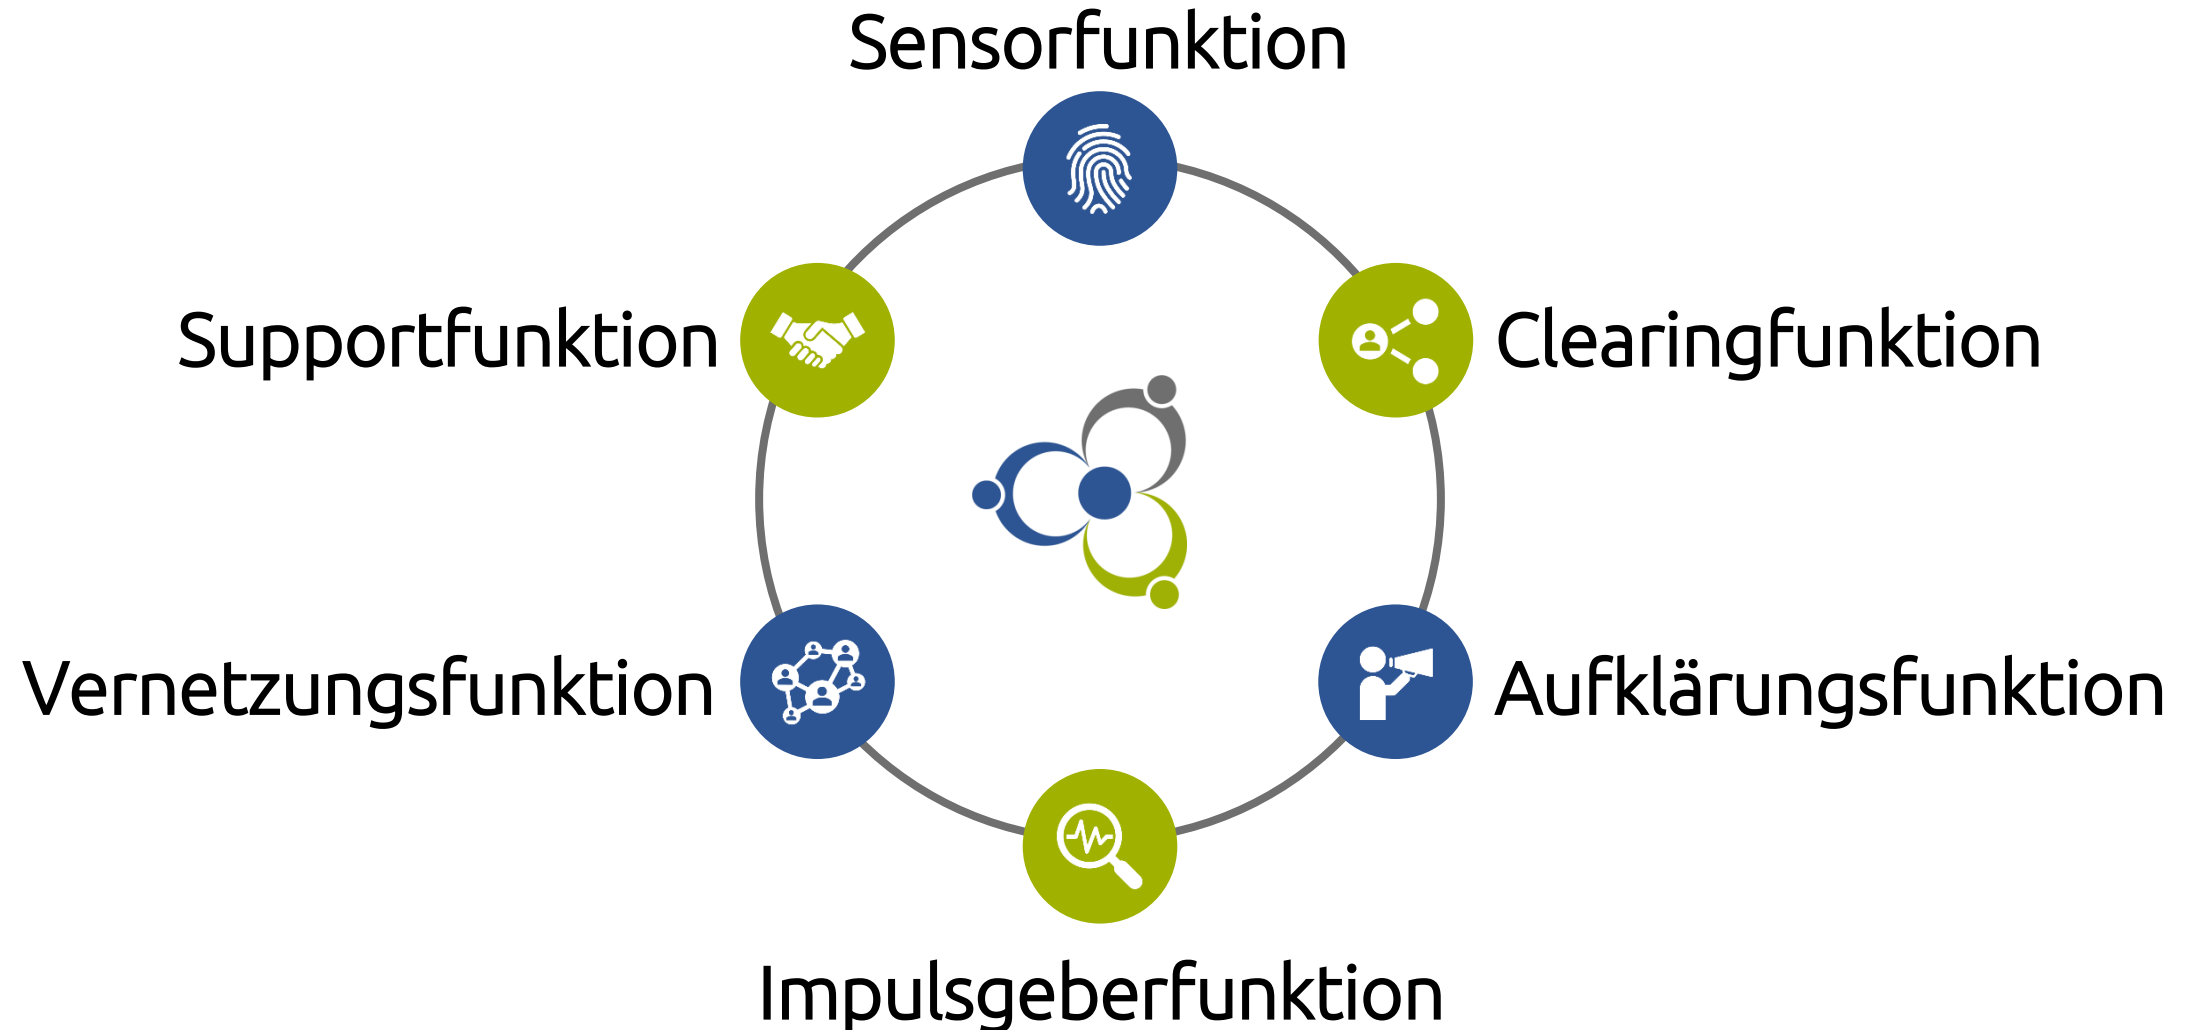 Sensorfunktion
Supportfunktion
Clearingfunktion
Vernetzungsfunktion
Aufklärungsfunktion
Impulsgeberfunktion